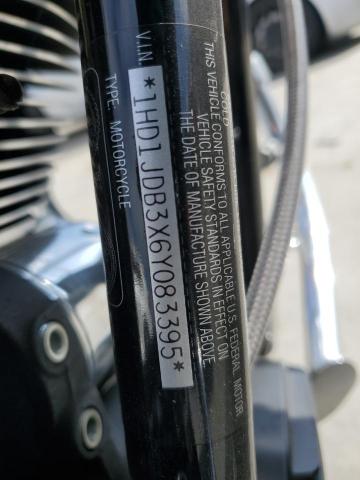 COLD
THIS VEHICLE CONFORMS TO ALL APPLICABLE U.S. FEDERAL MOTOR
VEHICLE SAFETY STANDARDS IN EFFECT ON
THE DATE OF MANUFACTURE SHOWN ABOVE.
V.I.N.
*1HD1JDB3X6Y083395*
TYPE: MOTORCYCLE